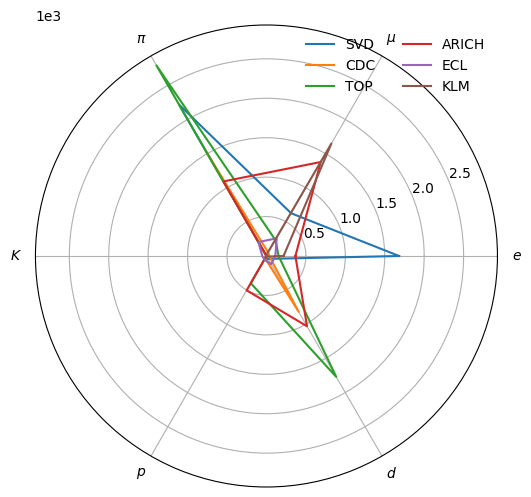 1e3
π
μ
SVD ARICH
CDC ECL
TOP KLM
2.5
2.0
1.5
1.0
0.5
K
e
p
d